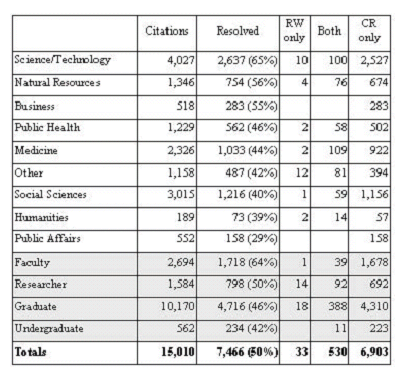 Citations Resolved RW only Both CR only
Science/Technology 4,027 2,637 (65%) 10 100 2,527
Natural Resources 1,346 754 (56%) 4 76 674
Business 518 283 (55%) 283
Public Health 1,229 562 (46%) 2 58 502
Medicine 2,326 1,033 (44%) 2 109 922
Other 1,158 487 (42%) 12 81 394
Social Sciences 3,015 1,216 (40%) 1 59 1,156
Humanities 189 73 (39%) 2 14 57
Public Affairs 552 158 (29%) 158
Faculty 2,694 1,718 (64%) 1 39 1,678
Researcher 1,584 798 (50%) 14 92 692
Graduate 10,170 4,716 (46%) 18 388 4,310
Undergraduate 562 234 (42%) 11 223
Totals 15,010 7,466 (50%) 33 530 6,903